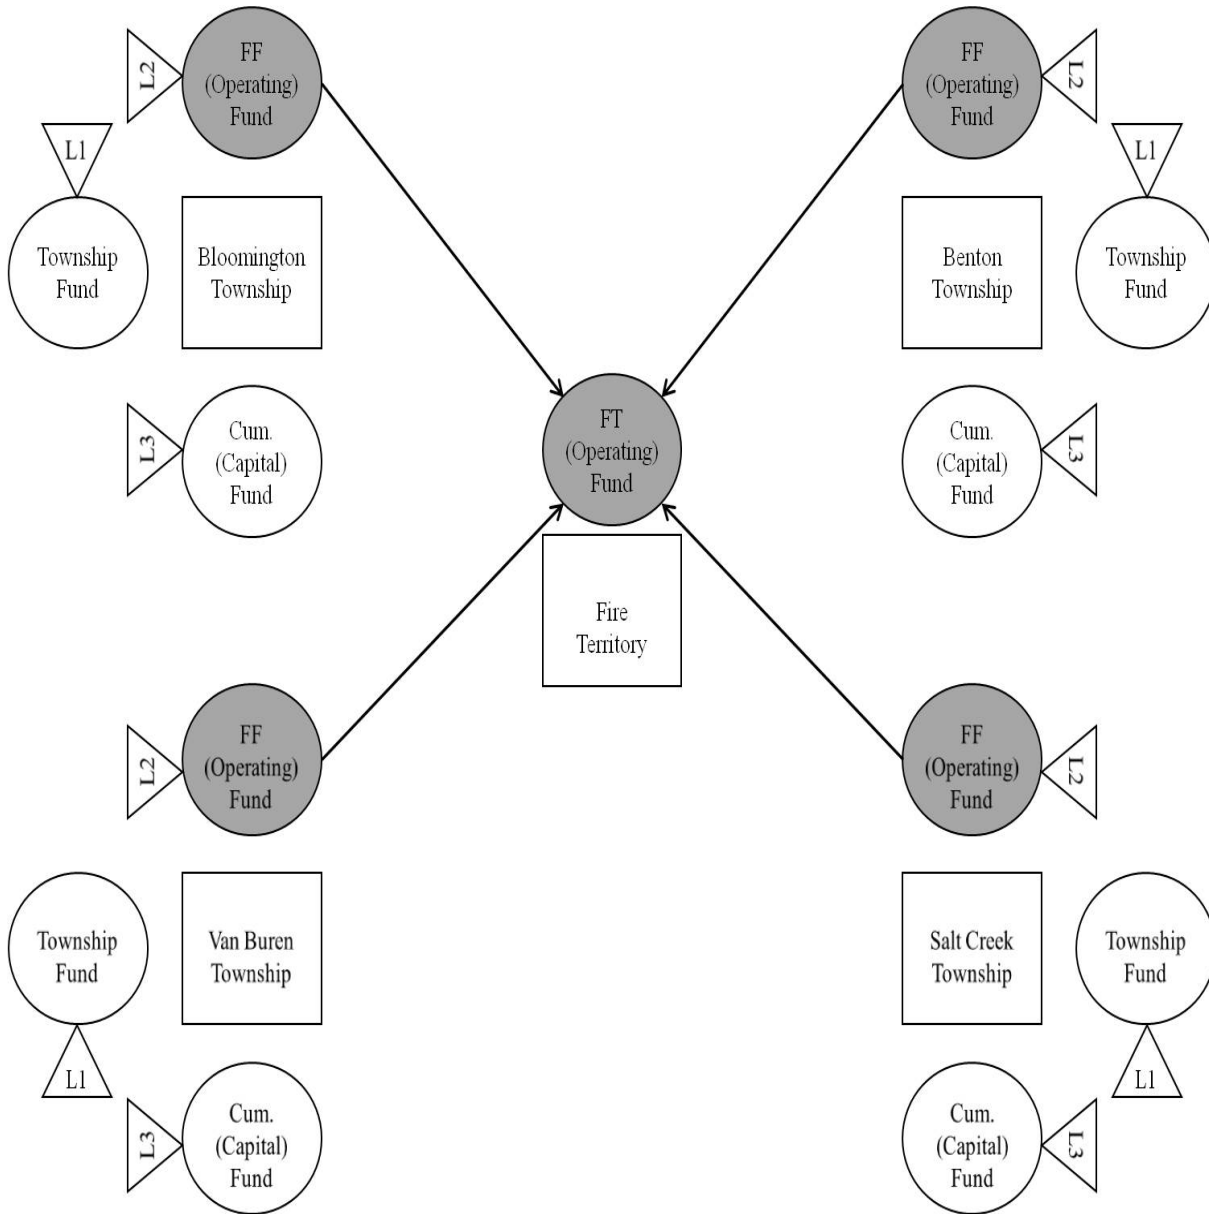 L2
FF
(Operating)
Fund
FF
(Operating)
Fund
L2
L1
L1
Township
Fund
Bloomington
Township
Benton
Township
Township
Fund
L3
Cum.
(Capital)
Fund
FT
(Operating)
Fund
Cum.
(Capital)
Fund
L3
Fire
Territory
L2
FF
(Operating)
Fund
FF
(Operating)
Fund
L2
Township
Fund
Van Buren
Township
Salt Creek
Township
Township
Fund
L1
L1
L3
Cum.
(Capital)
Fund
Cum.
(Capital)
Fund
L3